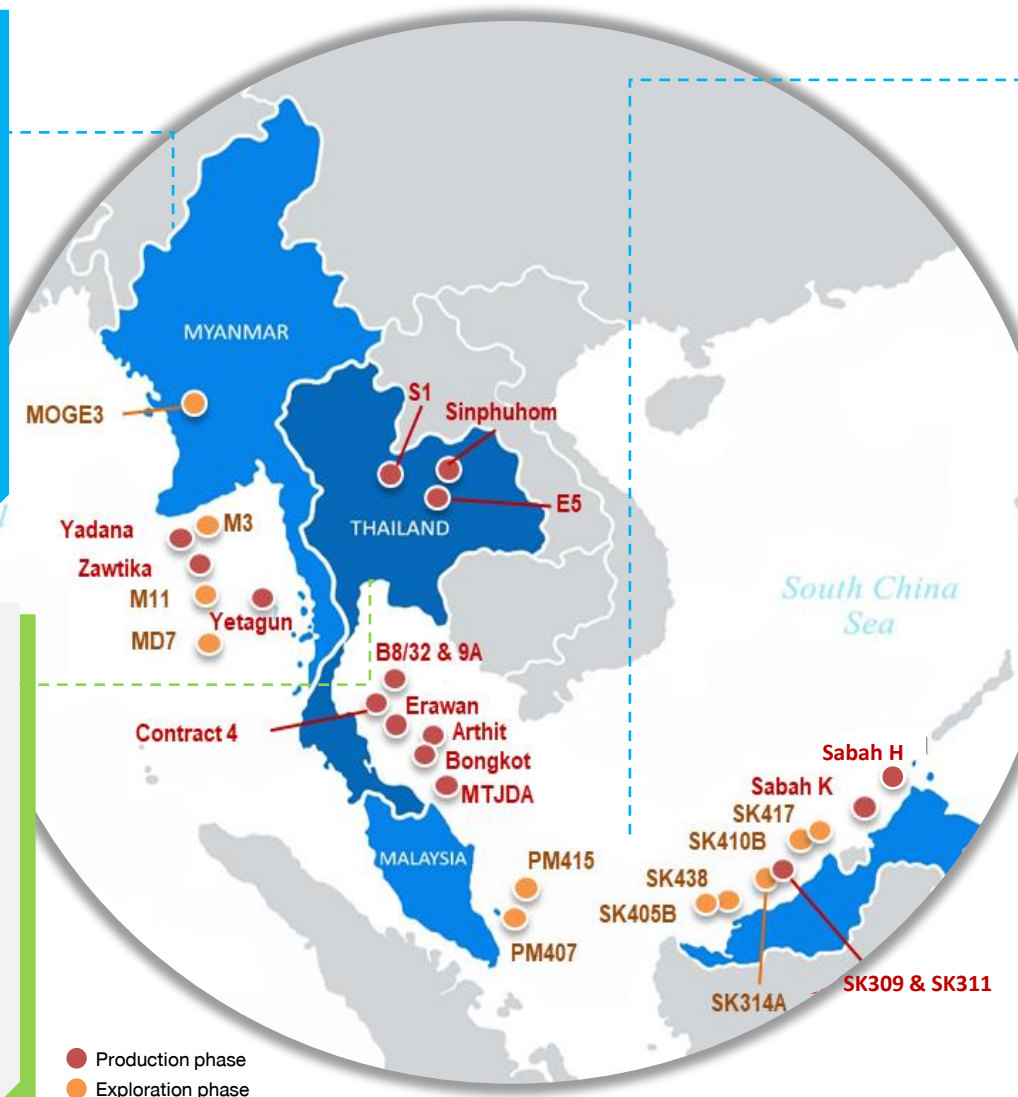 MYANMAR
MOGE3
S1
Sinphuhom
E5
THAILAND
Yadana
M3
Zawtika
M11
Yetagun
MD7
South China
Sea
B8/32 & 9A
Erawan
Contract 4
Arthit
Bongkot
MTJDA
Sabah H
Sabah K
SK417
SK410B
MALAYSIA
PM415
SK438
SK405B
PM407
SK309 & SK311
SK314A
Production phase
Exploration phase